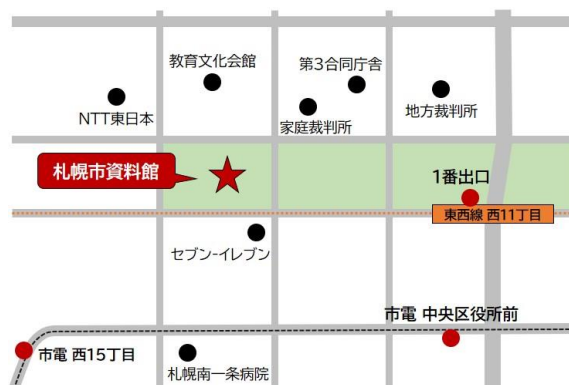 教育文化会館
第3合同庁舎
NTT東日本
家庭裁判所
地方裁判所
札幌市資料館
1番出口
東西線 西11丁目
セブン-イレブン
市電 中央区役所前
市電 西15丁目
札幌南一条病院